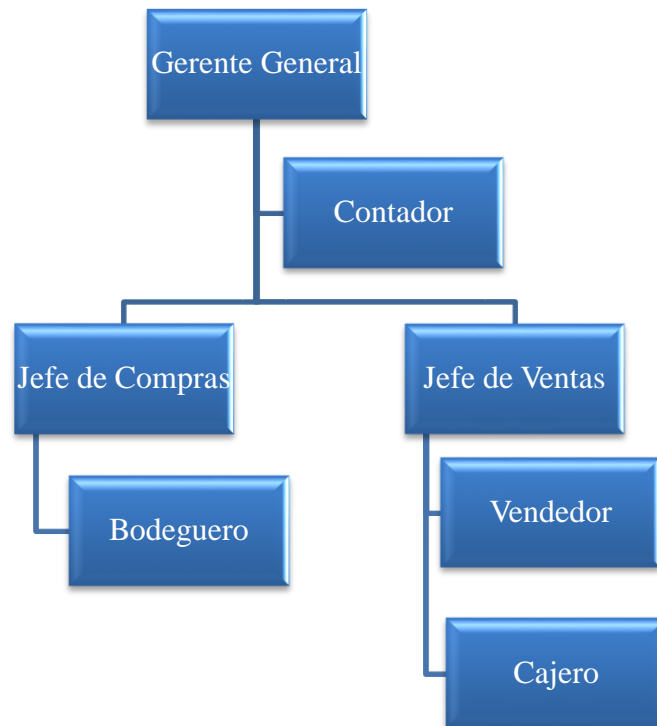 Gerente General
Contador
Jefe de Compras
Jefe de Ventas
Bodeguero
Vendedor
Cajero